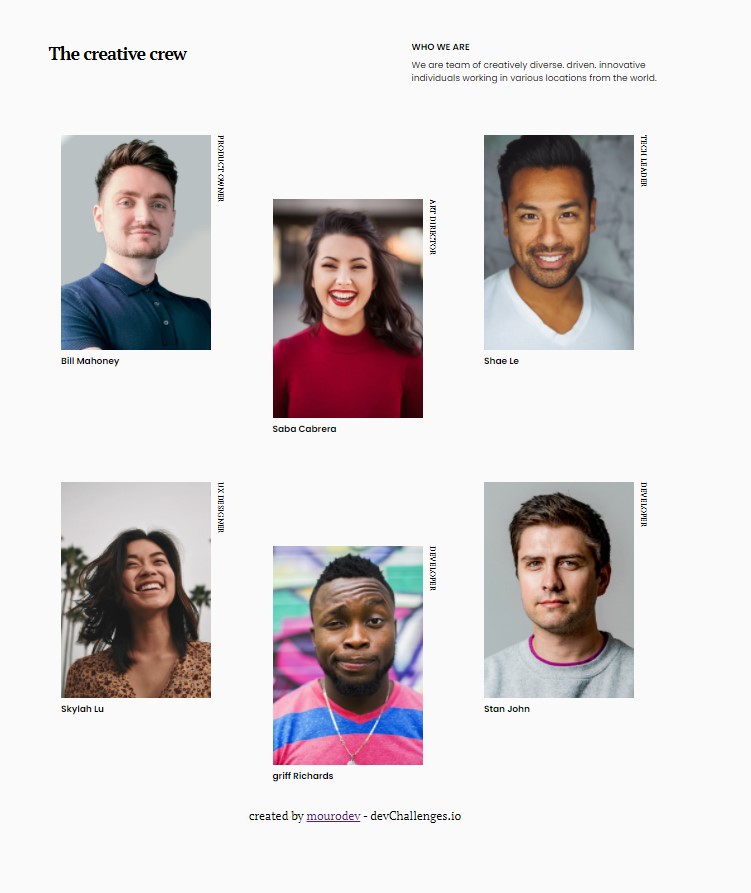 The creative crew
WHO WE ARE
We are team of creatively diverse. driven. innovative
individuals working in various locations from the world.
PRODUCT OWNER
Bill Mahoney
ART DIRECTOR
Saba Cabrera
TECH LEADER
Shae Le
UX DESIGNER
Skylah Lu
DEVELOPER
griff Richards
DEVELOPER
Stan John
created by mourodev - devChallenges.io